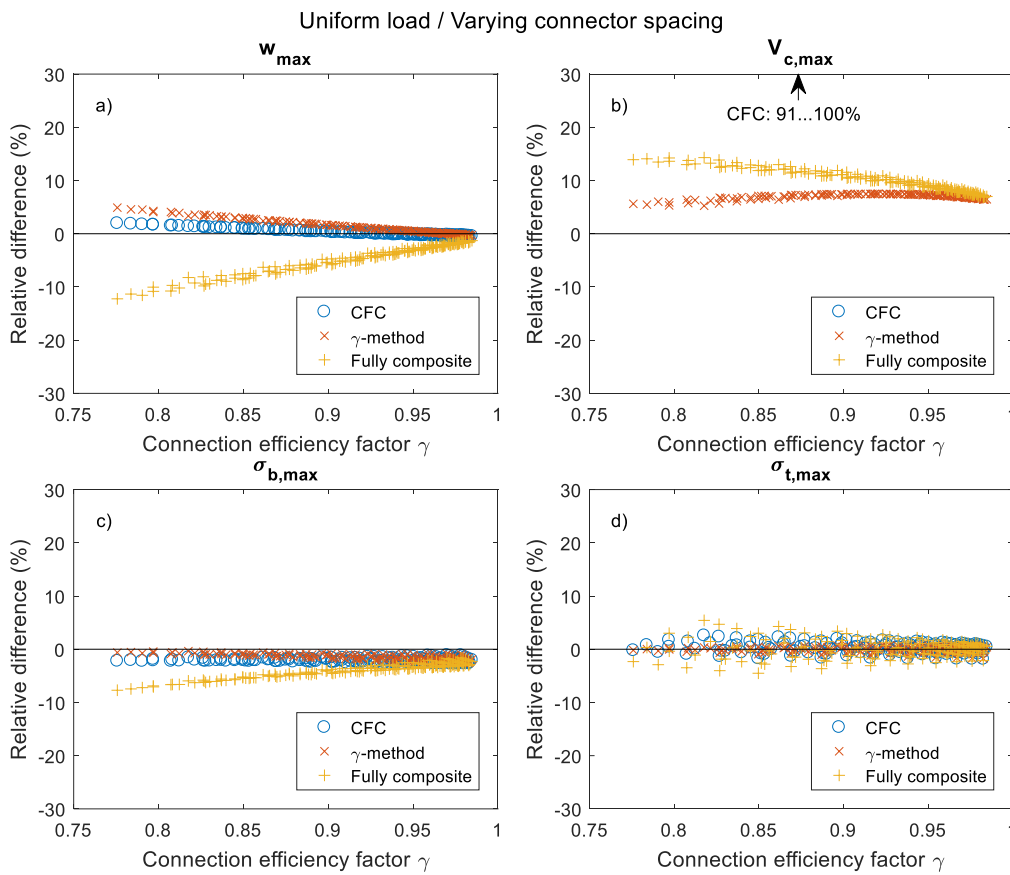 Uniform load / Varying connector spacing
w_max
30
20
10
0
-10
-20
-30
0.75 0.8 0.85 0.9 0.95 1
Relative difference (%)
Connection efficiency factor γ
a)
CFC
γ-method
Fully composite
V_c,max
30
20
10
0
-10
-20
-30
0.75 0.8 0.85 0.9 0.95 1
Relative difference (%)
Connection efficiency factor γ
b)
CFC: 91...100%
CFC
γ-method
Fully composite
σ_b,max
30
20
10
0
-10
-20
-30
0.75 0.8 0.85 0.9 0.95 1
Relative difference (%)
Connection efficiency factor γ
c)
CFC
γ-method
Fully composite
σ_t,max
30
20
10
0
-10
-20
-30
0.75 0.8 0.85 0.9 0.95 1
Relative difference (%)
Connection efficiency factor γ
d)
CFC
γ-method
Fully composite